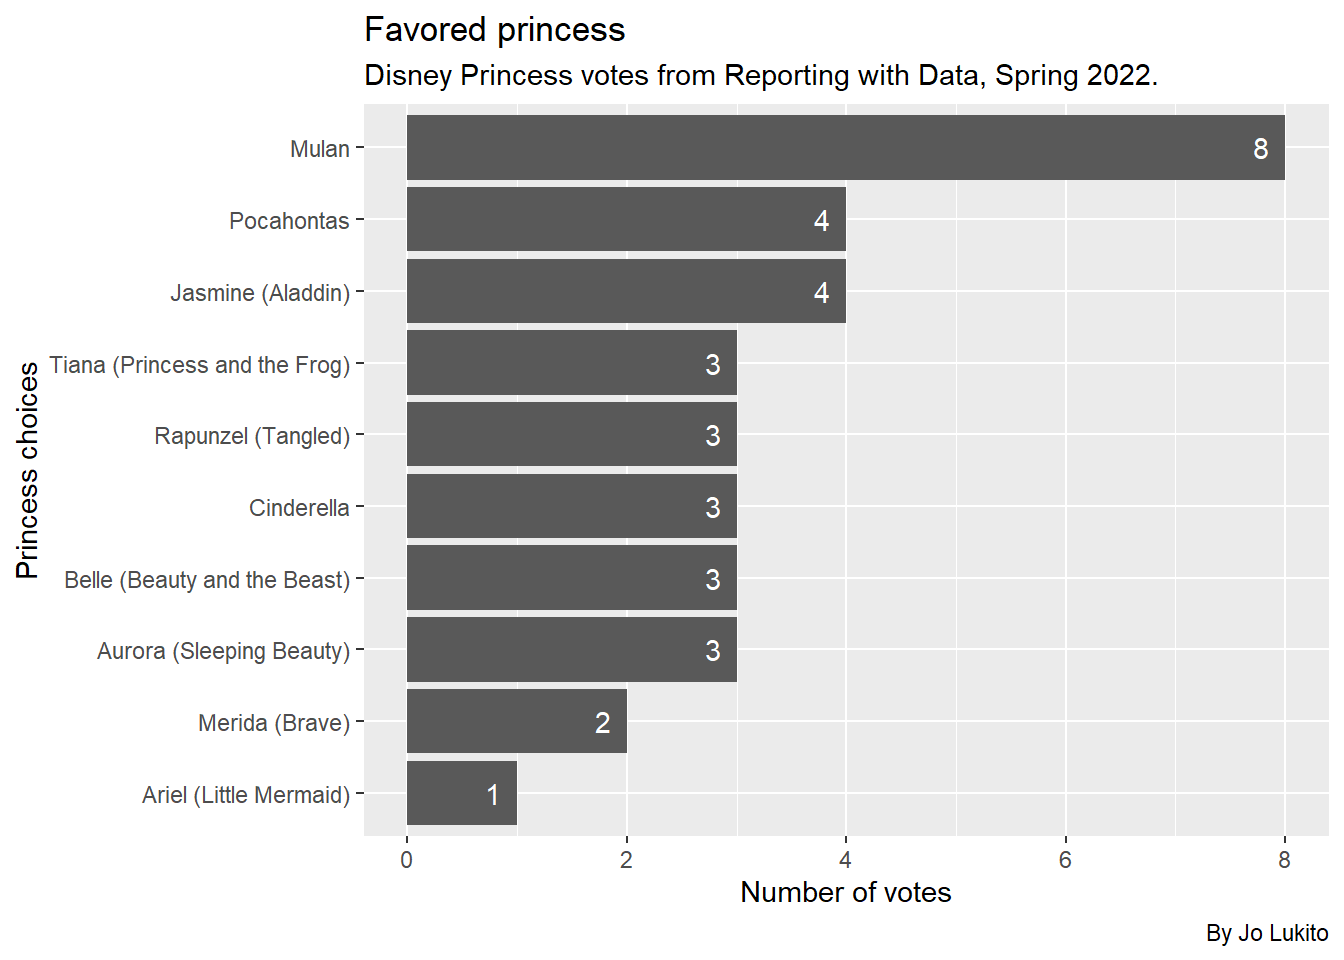 Favored princess
Disney Princess votes from Reporting with Data, Spring 2022.
Princess choices
Mulan 8
Pocahontas 4
Jasmine (Aladdin) 4
Tiana (Princess and the Frog) 3
Rapunzel (Tangled) 3
Cinderella 3
Belle (Beauty and the Beast) 3
Aurora (Sleeping Beauty) 3
Merida (Brave) 2
Ariel (Little Mermaid) 1
0 2 4 6 8
Number of votes
By Jo Lukito